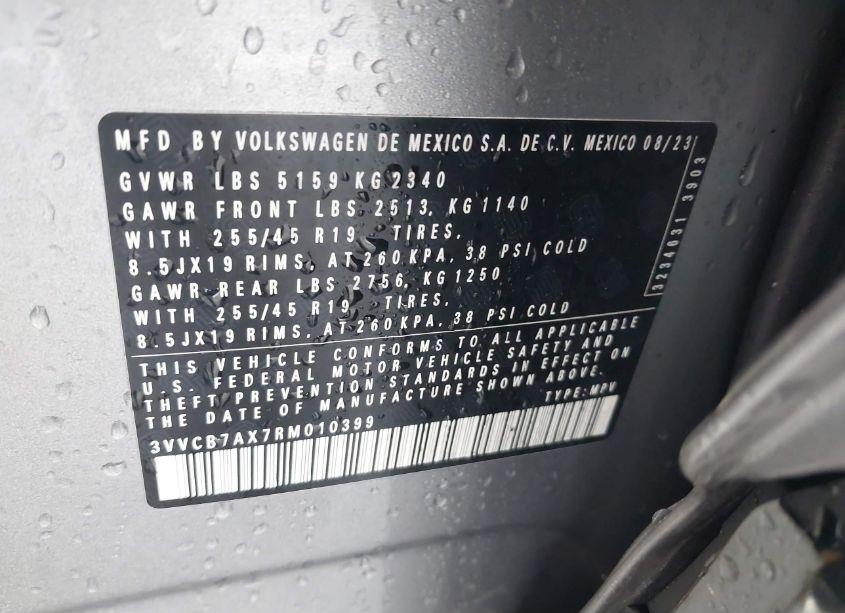 MFD BY VOLKSWAGEN DE MEXICO S.A. DE C.V. MEXICO 08/23
GVWR LBS 5159 KG 2340
GAWR FRONT LBS 2513, KG 1140
WITH 255/45 R19 TIRES,
8.5JX19 RIMS, AT 260 KPA, 38 PSI COLD
GAWR REAR LBS 2756, KG 1250
WITH 255/45 R19 TIRES,
8.5JX19 RIMS, AT 260 KPA, 38 PSI COLD
3234631 3903
THIS VEHICLE CONFORMS TO ALL APPLICABLE
U.S. FEDERAL MOTOR VEHICLE SAFETY AND
THEFT PREVENTION STANDARDS IN EFFECT ON
THE DATE OF MANUFACTURE SHOWN ABOVE.
3VVCB7AX7RM010399 TYPE: MPV